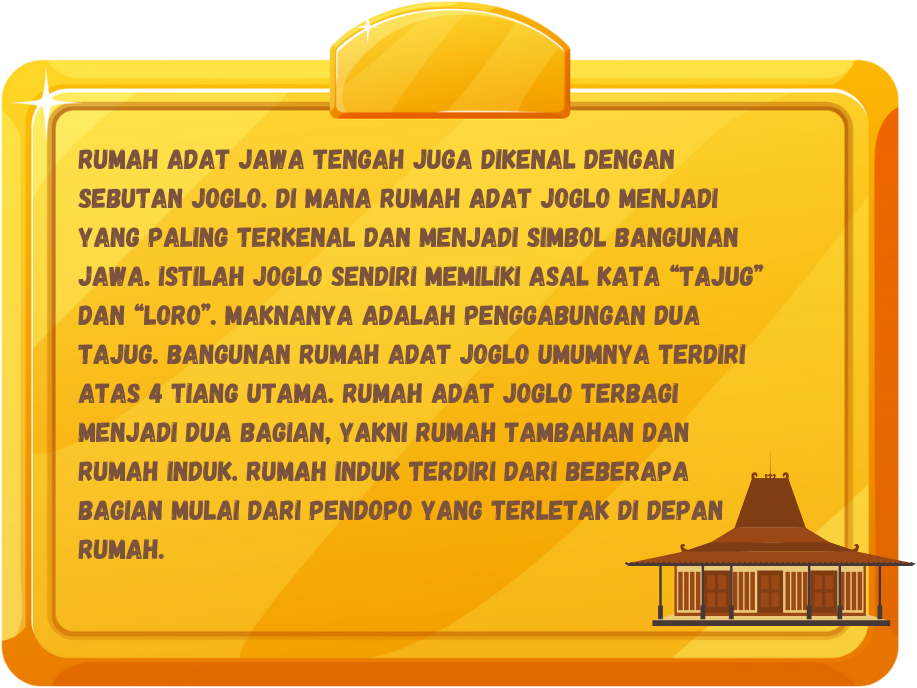 RUMAH ADAT JAWA TENGAH JUGA DIKENAL DENGAN
SEBUTAN JOGLO. DI MANA RUMAH ADAT JOGLO MENJADI
YANG PALING TERKENAL DAN MENJADI SIMBOL BANGUNAN
JAWA. ISTILAH JOGLO SENDIRI MEMILIKI ASAL KATA “TAJUG”
DAN “LORO”. MAKNANYA ADALAH PENGGABUNGAN DUA
TAJUG. BANGUNAN RUMAH ADAT JOGLO UMUMNYA TERDIRI
ATAS 4 TIANG UTAMA. RUMAH ADAT JOGLO TERBAGI
MENJADI DUA BAGIAN, YAKNI RUMAH TAMBAHAN DAN
RUMAH INDUK. RUMAH INDUK TERDIRI DARI BEBERAPA
BAGIAN MULAI DARI PENDOPO YANG TERLETAK DI DEPAN
RUMAH.